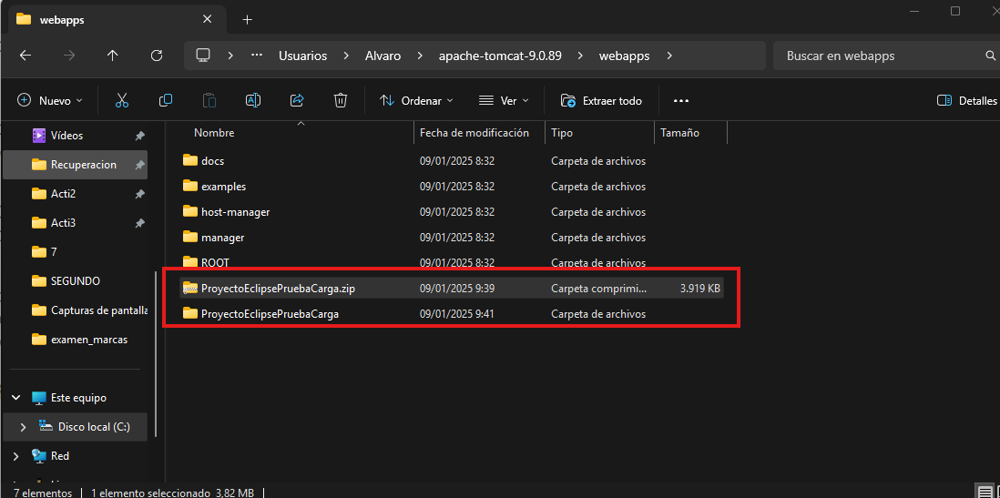 webapps
Usuarios > Alvaro > apache-tomcat-9.0.89 > webapps >
Buscar en webapps
Nuevo
Ordenar
Ver
Extraer todo
Detalles
Vídeos
Recuperacion
Acti2
Acti3
7
SEGUNDO
Capturas de pantalla
examen_marcas
Este equipo
Disco local (C:)
Red
Nombre Fecha de modificación Tipo Tamaño
docs 09/01/2025 8:32 Carpeta de archivos
examples 09/01/2025 8:32 Carpeta de archivos
host-manager 09/01/2025 8:32 Carpeta de archivos
manager 09/01/2025 8:32 Carpeta de archivos
ROOT 09/01/2025 8:32 Carpeta de archivos
ProyectoEclipsePruebaCarga.zip 09/01/2025 9:39 Carpeta comprimi... 3.919 KB
ProyectoEclipsePruebaCarga 09/01/2025 9:41 Carpeta de archivos
7 elementos 1 elemento seleccionado 3,82 MB